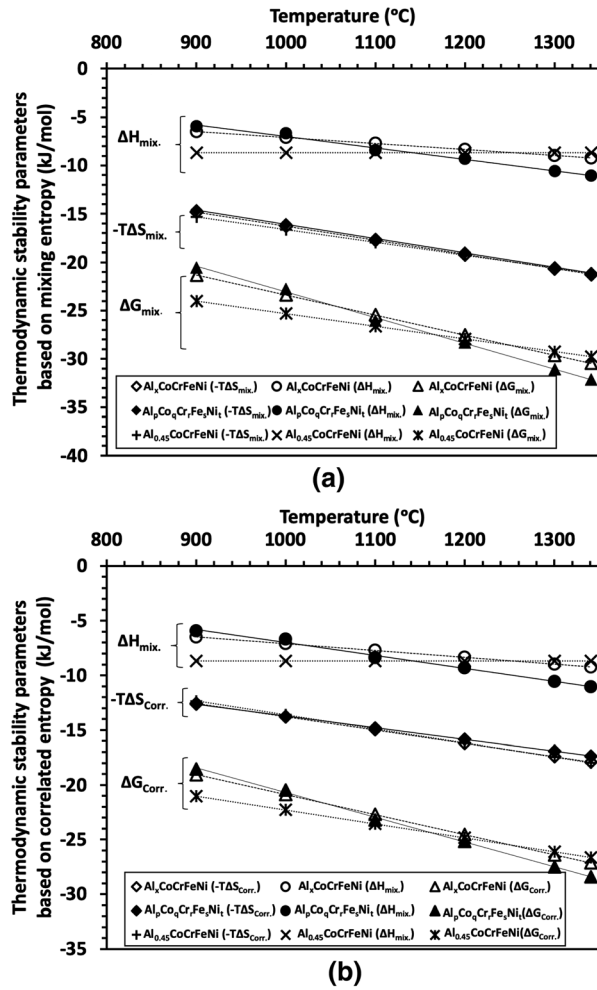 Temperature (°C)
800 900 1000 1100 1200 1300
0
-5
-10
-15
-20
-25
-30
-35
-40
Thermodynamic stability parameters
based on mixing entropy (kJ/mol)
ΔHmix.
-TΔSmix.
ΔGmix.
AlxCoCrFeNi (-TΔSmix.) AlxCoCrFeNi (ΔHmix.) AlxCoCrFeNi (ΔGmix.)
AlpCoqCrrFesNit (-TΔSmix.) AlpCoqCrrFesNit (ΔHmix.) AlpCoqCrrFesNit (ΔGmix.)
Al0.45CoCrFeNi (-TΔSmix.) Al0.45CoCrFeNi (ΔHmix.) Al0.45CoCrFeNi (ΔGmix.)
(a)
Temperature (°C)
800 900 1000 1100 1200 1300
0
-5
-10
-15
-20
-25
-30
-35
Thermodynamic stability parameters
based on correlated entropy (kJ/mol)
ΔHmix.
-TΔSCorr.
ΔGCorr.
AlxCoCrFeNi (-TΔSCorr.) AlxCoCrFeNi (ΔHmix.) AlxCoCrFeNi (ΔGCorr.)
AlpCoqCrrFesNit (-TΔSCorr.) AlpCoqCrrFesNit (ΔHmix.) AlpCoqCrrFesNit(ΔGCorr.)
Al0.45CoCrFeNi (-TΔSCorr.) Al0.45CoCrFeNi (ΔHmix.) Al0.45CoCrFeNi(ΔGCorr.)
(b)